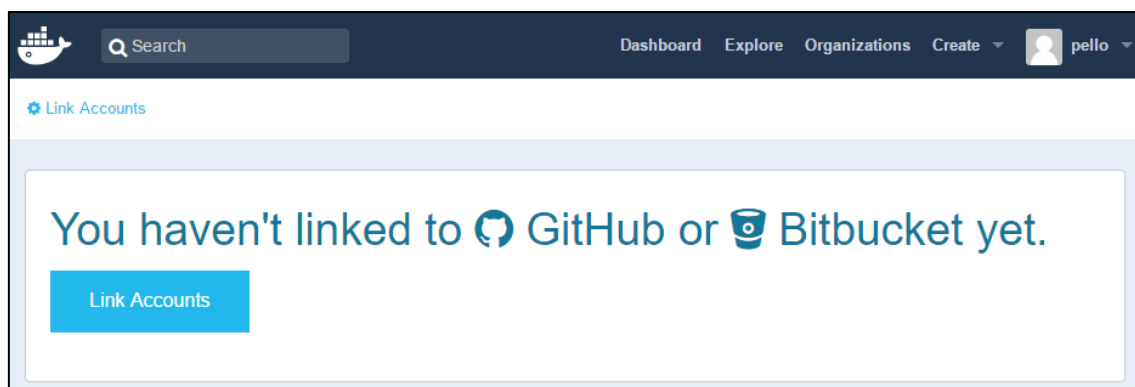 Search Dashboard Explore Organizations Create pello
Link Accounts
You haven't linked to GitHub or Bitbucket yet.
Link Accounts